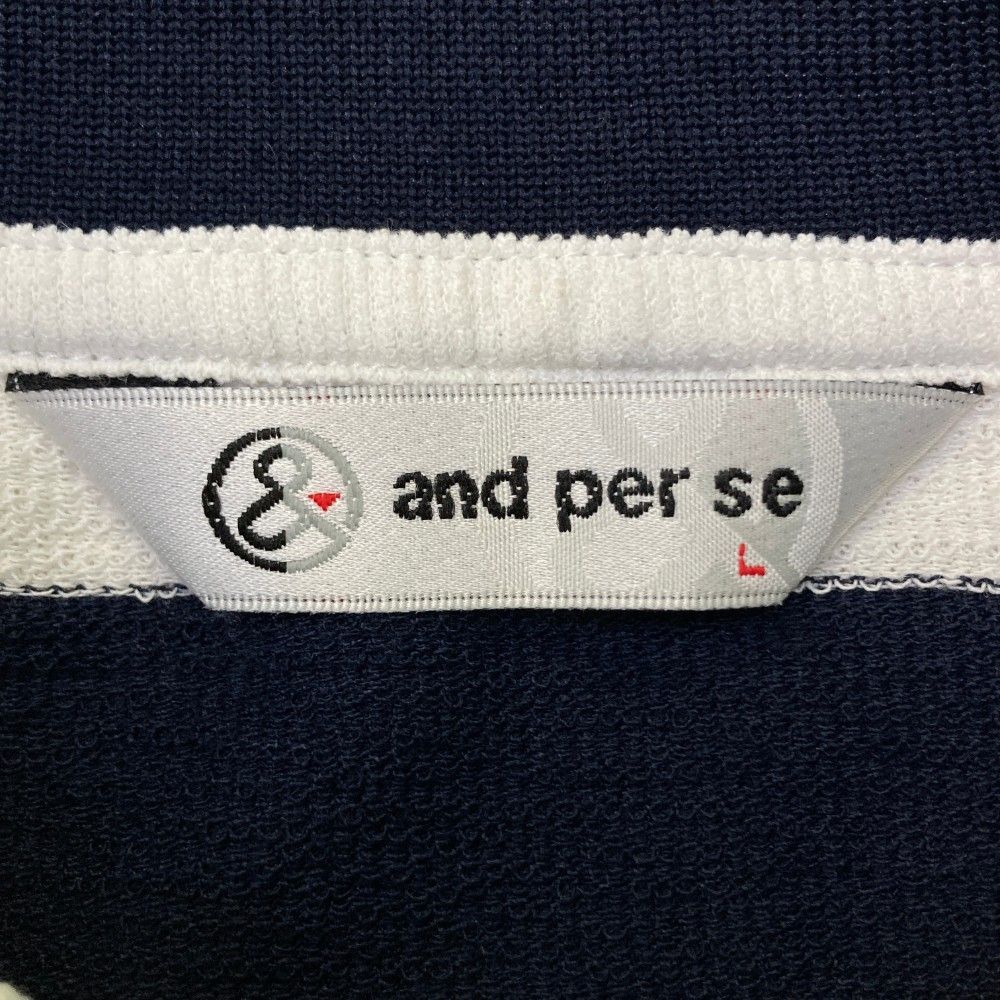 & and per se
L